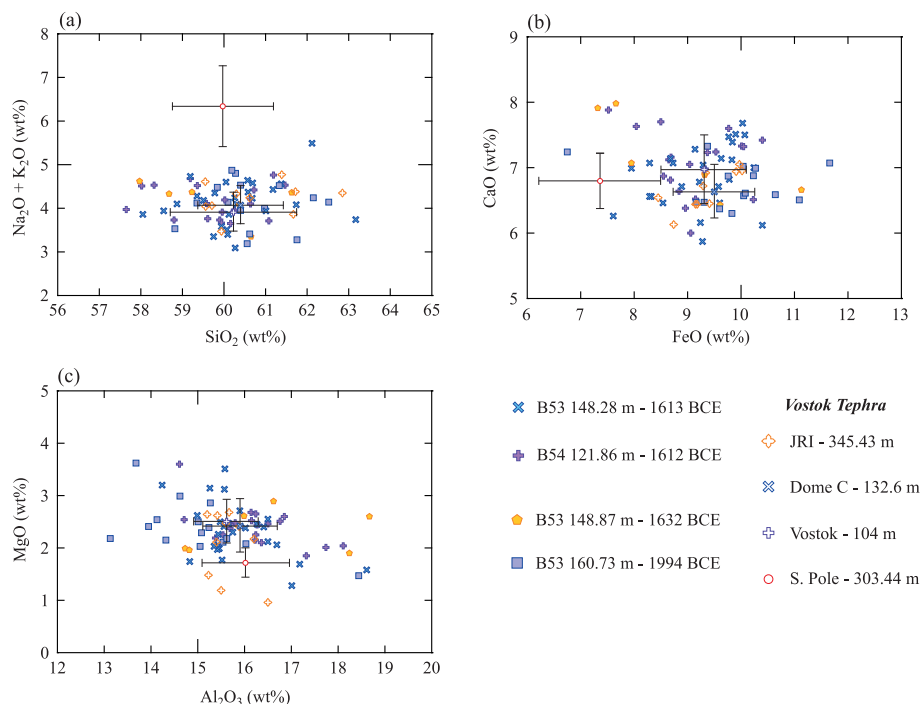 (a)
8
7
6
5
4
3
2
Na₂O + K₂O (wt%)
56 57 58 59 60 61 62 63 64 65
SiO₂ (wt%)
(b)
9
8
7
6
5
CaO (wt%)
6 7 8 9 10 11 12 13
FeO (wt%)
(c)
5
4
3
2
1
0
MgO (wt%)
12 13 14 15 16 17 18 19 20
Al₂O₃ (wt%)
B53 148.28 m - 1613 BCE
B54 121.86 m - 1612 BCE
B53 148.87 m - 1632 BCE
B53 160.73 m - 1994 BCE
Vostok Tephra
JRI - 345.43 m
Dome C - 132.6 m
Vostok - 104 m
S. Pole - 303.44 m